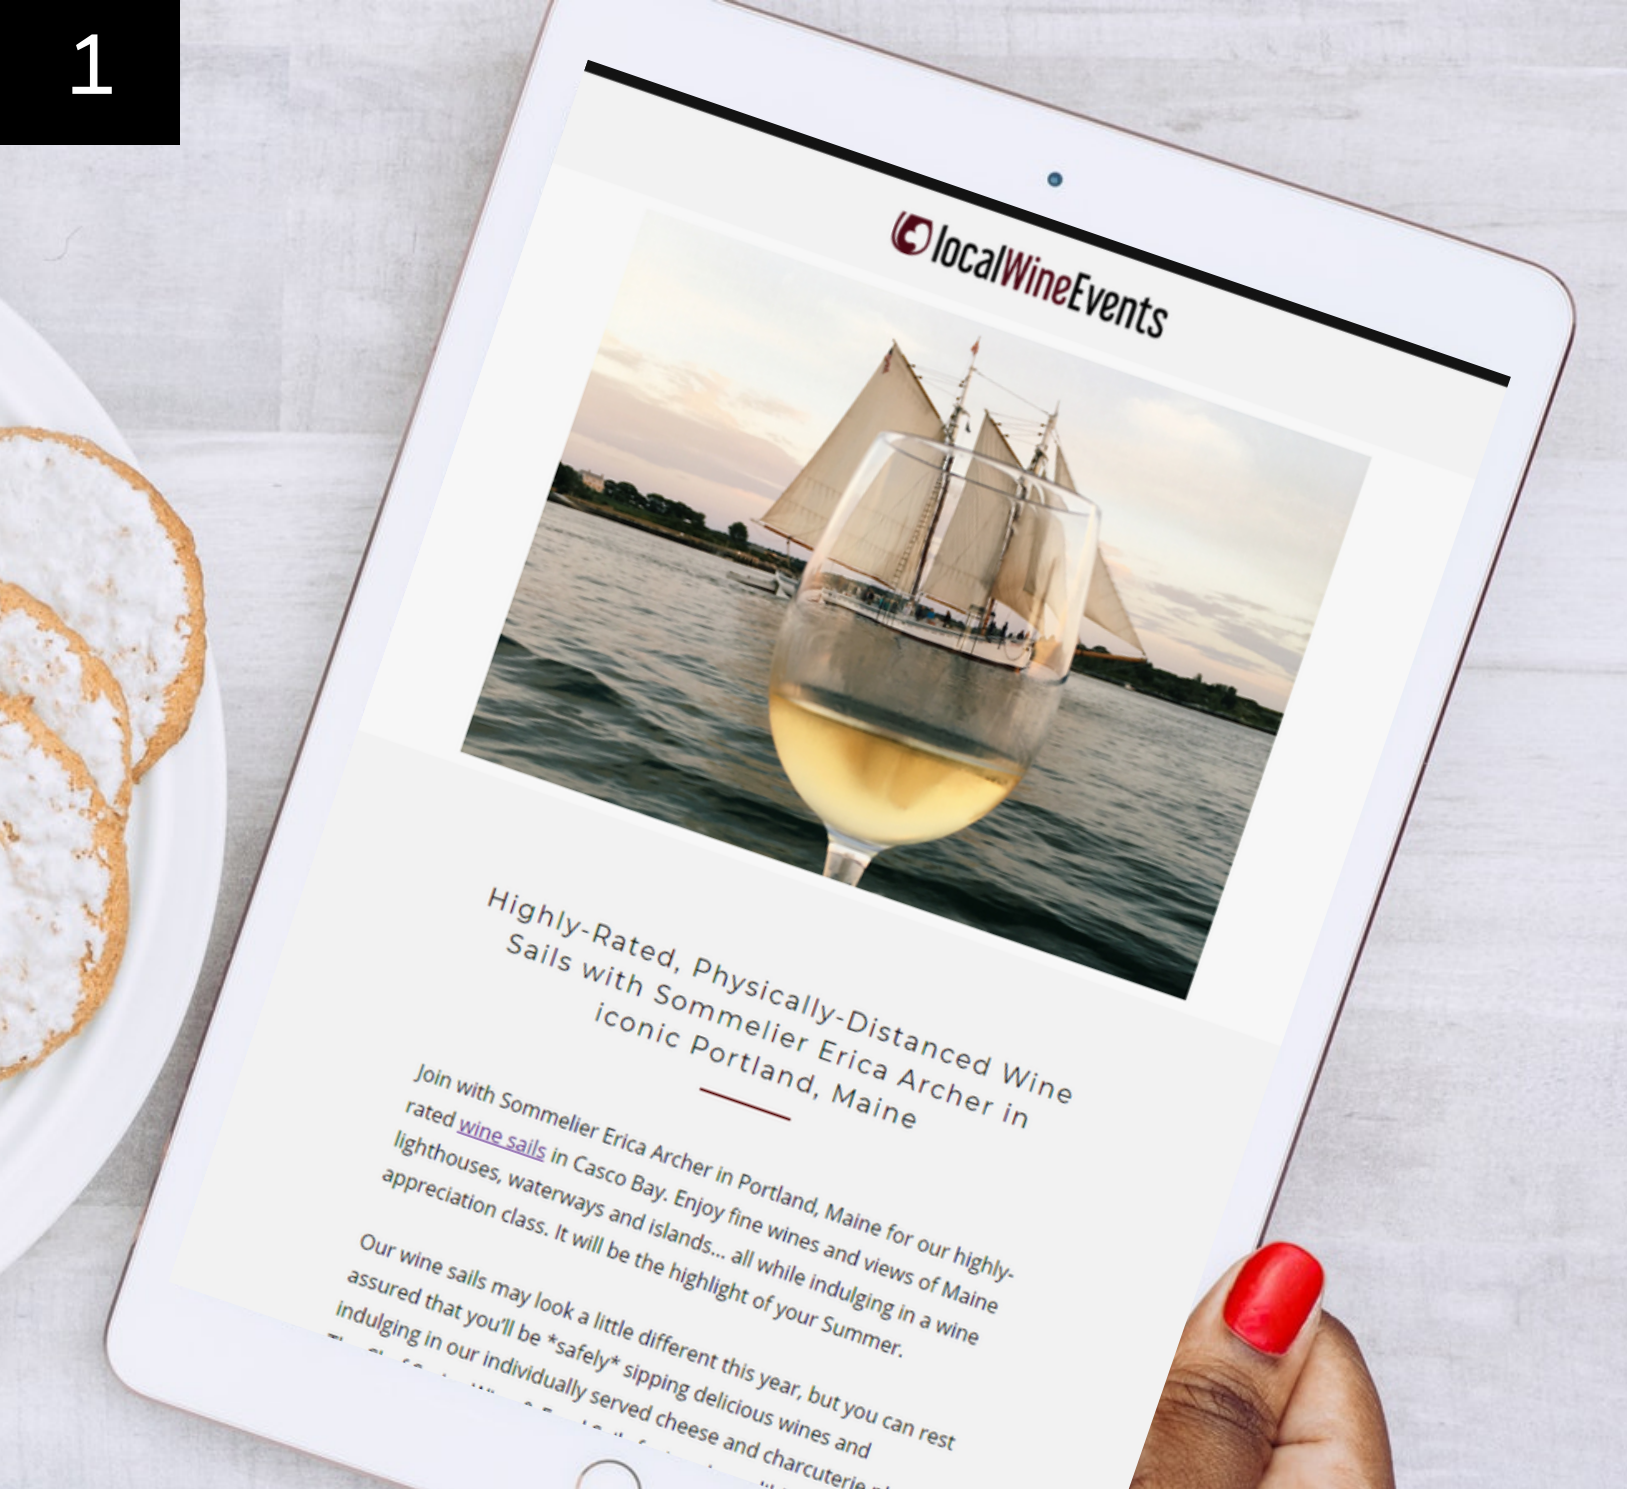 1
localWineEvents
Highly-Rated, Physically-Distanced Wine
Sails with Sommelier Erica Archer in
iconic Portland, Maine
Join with Sommelier Erica Archer in Portland, Maine for our highly-
rated wine sails in Casco Bay. Enjoy fine wines and views of Maine
lighthouses, waterways and islands... all while indulging in a wine
appreciation class. It will be the highlight of your Summer.
Our wine sails may look a little different this year, but you can rest
assured that you'll be *safely* sipping delicious wines and
indulging in our individually served cheese and charcuterie